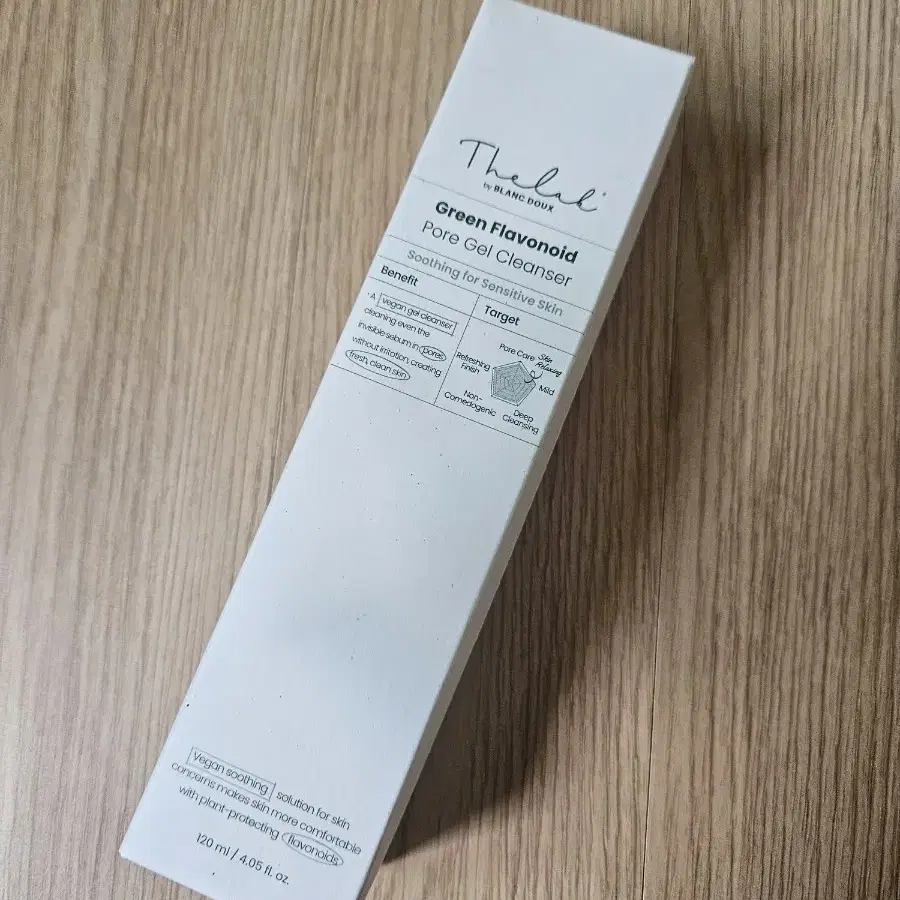 Thelab®
by BLANC DOUX
Green Flavonoid
Pore Gel Cleanser
Soothing for Sensitive Skin
Benefit
· A vegan gel cleanser
cleaning even the
invisible sebum in pores
without irritation, creating
fresh, clean skin
Target
Pore Care
Skin
Relaxing
Mild
Deep
Cleansing
Non-
Comedogenic
Refreshing
Finish
Vegan soothing solution for skin
concerns makes skin more comfortable
with plant-protecting flavonoids
120 ml / 4.05 fl. oz.